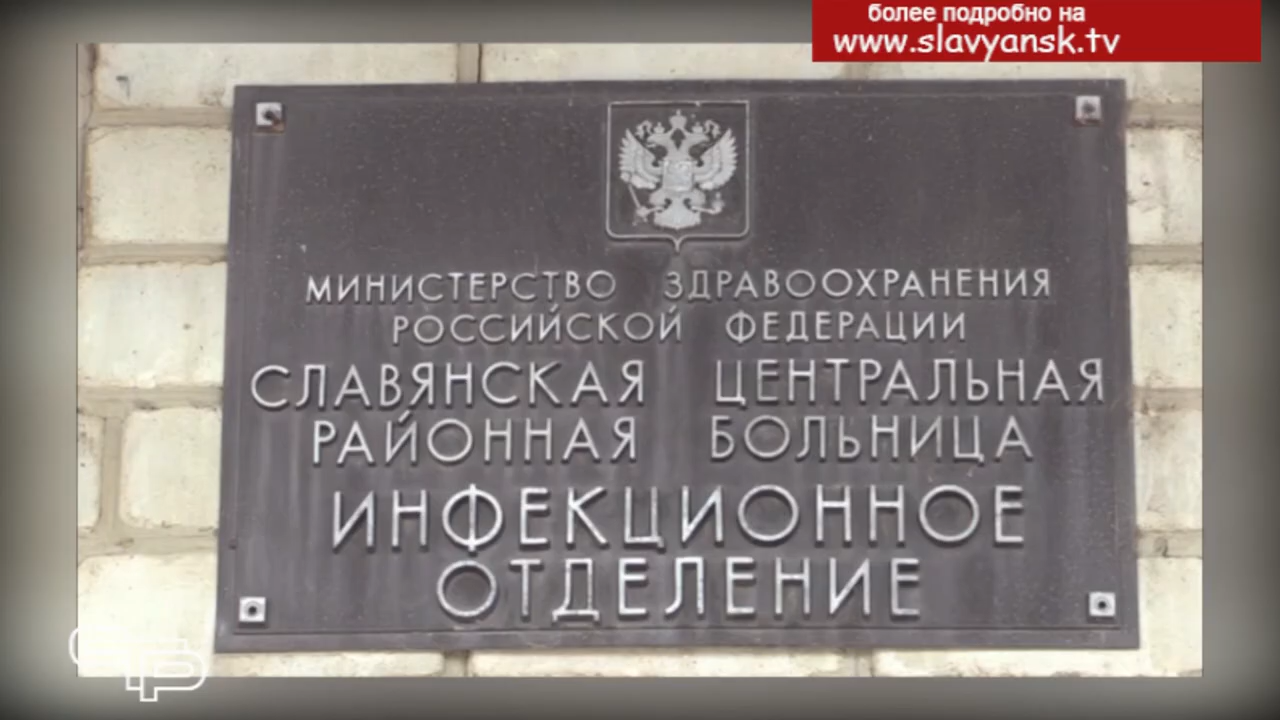 более подробно на
www.slavyansk.tv
МИНИСТЕРСТВО ЗДРАВООХРАНЕНИЯ
РОССИЙСКОЙ ФЕДЕРАЦИИ
СЛАВЯНСКАЯ ЦЕНТРАЛЬНАЯ
РАЙОННАЯ БОЛЬНИЦА
ИНФЕКЦИОННОЕ
ОТДЕЛЕНИЕ